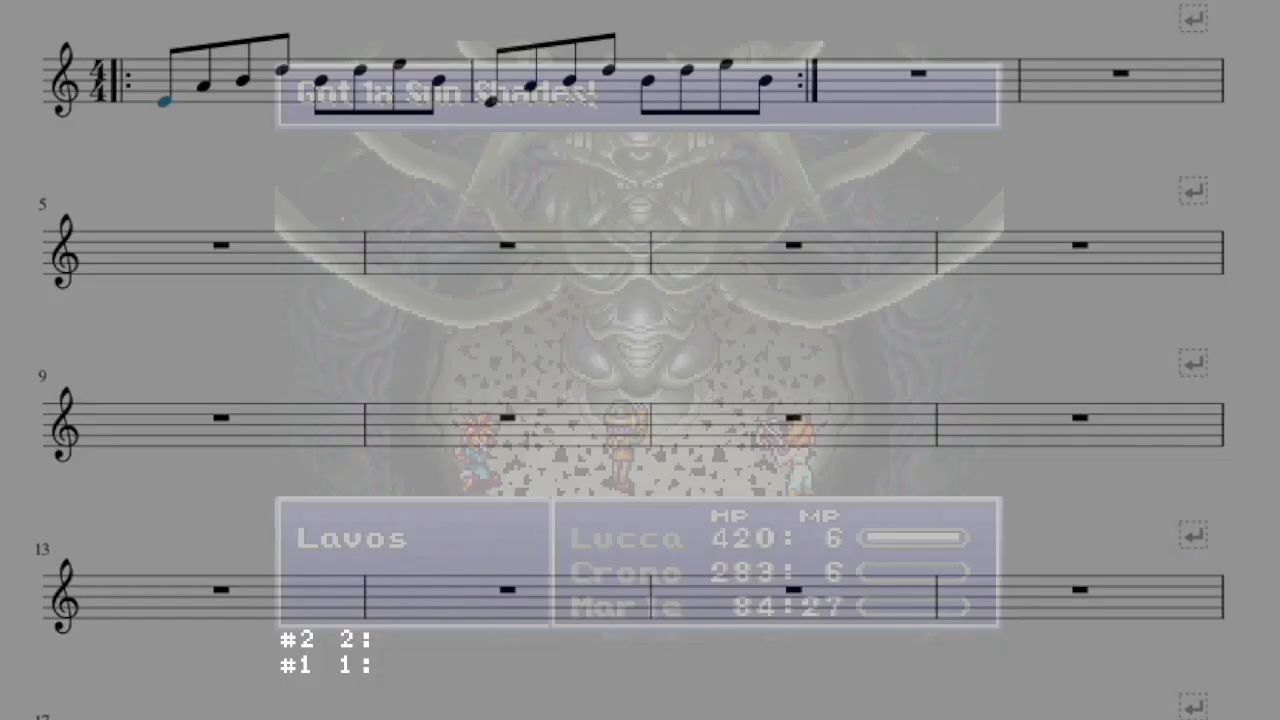 4
4
Got 1x Sun Shades!
5
9
HP MP
Lavos Lucca 420: 6
Crono 283: 6
13
Marle 84:27
#2 2:
#1 1:
17